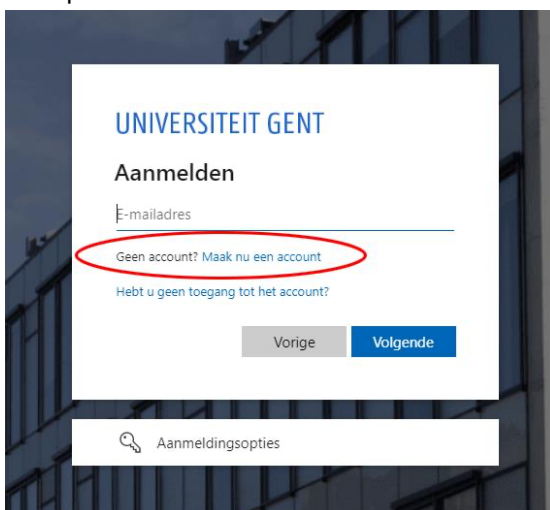 UNIVERSITEIT GENT
Aanmelden
E-mailadres
Geen account? Maak nu een account
Hebt u geen toegang tot het account?
Vorige Volgende
Aanmeldingsopties